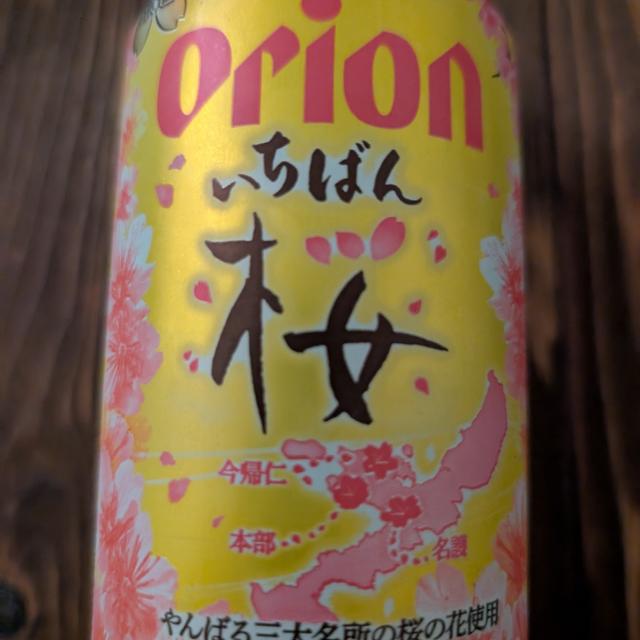 orion
いちばん
桜
今帰仁
本部
名護
やんばる三大名所の桜の花使用